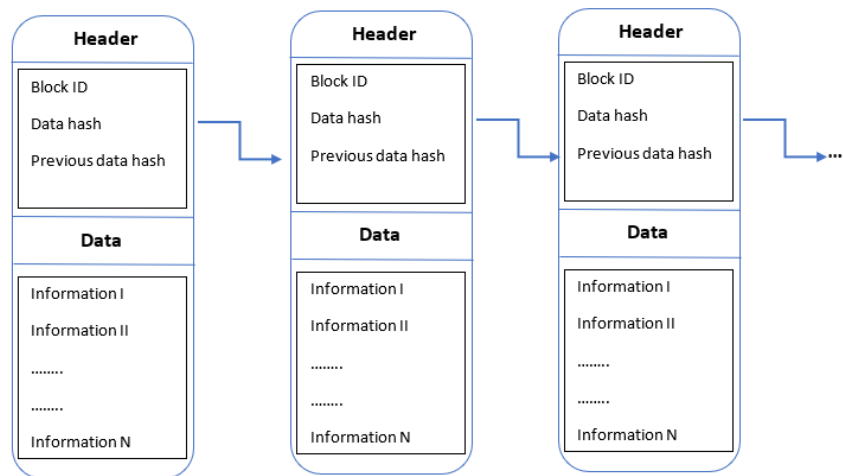 Header
Block ID
Data hash
Previous data hash
Data
Information I
Information II
........
........
Information N
Header
Block ID
Data hash
Previous data hash
Data
Information I
Information II
........
........
Information N
Header
Block ID
Data hash
Previous data hash
Data
Information I
Information II
........
........
Information N
...